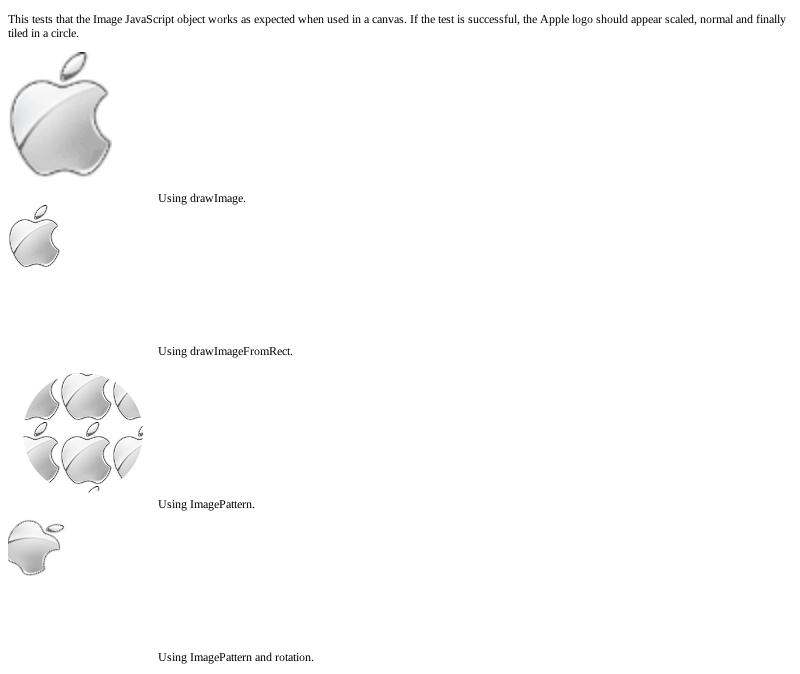 This tests that the Image JavaScript object works as expected when used in a canvas. If the test is successful, the Apple logo should appear scaled, normal and finally
tiled in a circle.
Using drawImage.
Using drawImageFromRect.
Using ImagePattern.
Using ImagePattern and rotation.